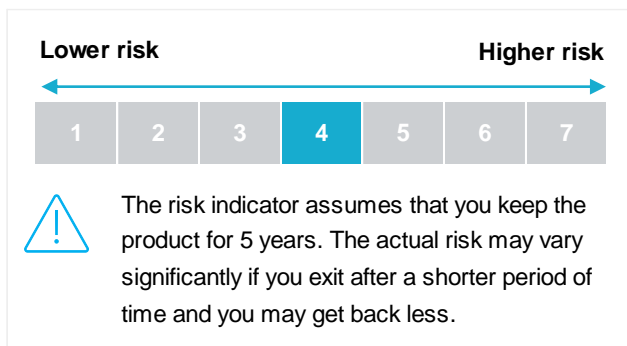 Lower risk Higher risk
1 2 3 4 5 6 7
The risk indicator assumes that you keep the
product for 5 years. The actual risk may vary
significantly if you exit after a shorter period of
time and you may get back less.